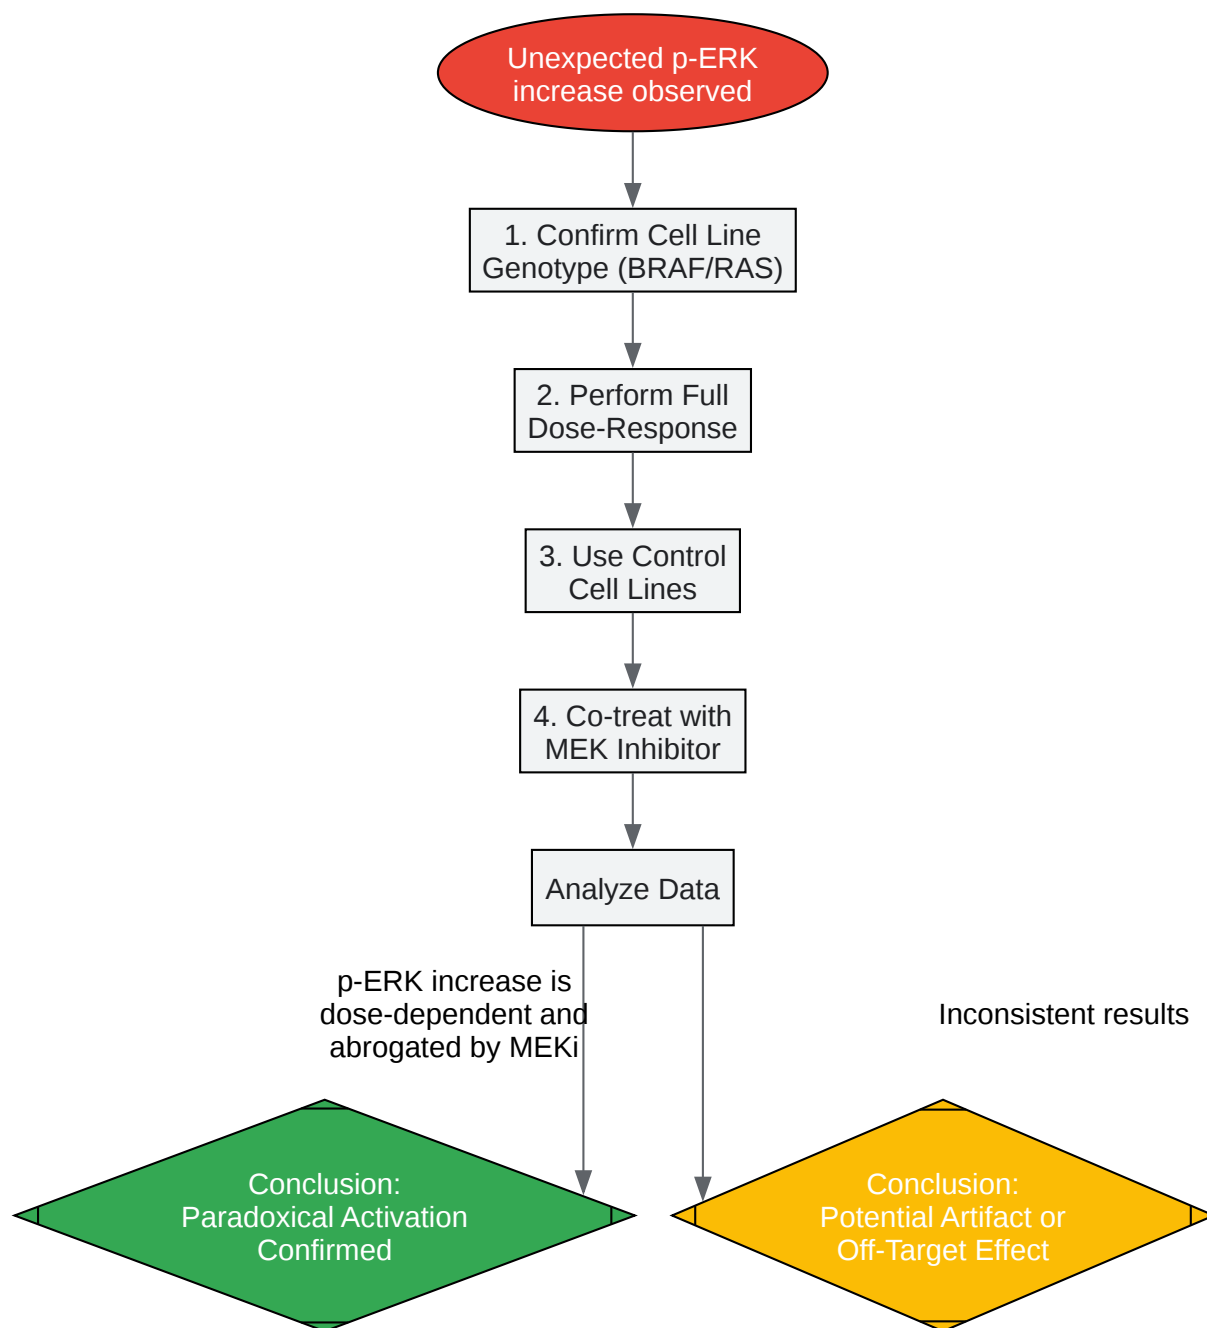 Unexpected p-ERK
increase observed
1. Confirm Cell Line
Genotype (BRAF/RAS)
2. Perform Full
Dose-Response
3. Use Control
Cell Lines
4. Co-treat with
MEK Inhibitor
Analyze Data
p-ERK increase is
dose-dependent and
abrogated by MEKi
Inconsistent results
Conclusion:
Paradoxical Activation
Confirmed
Conclusion:
Potential Artifact or
Off-Target Effect